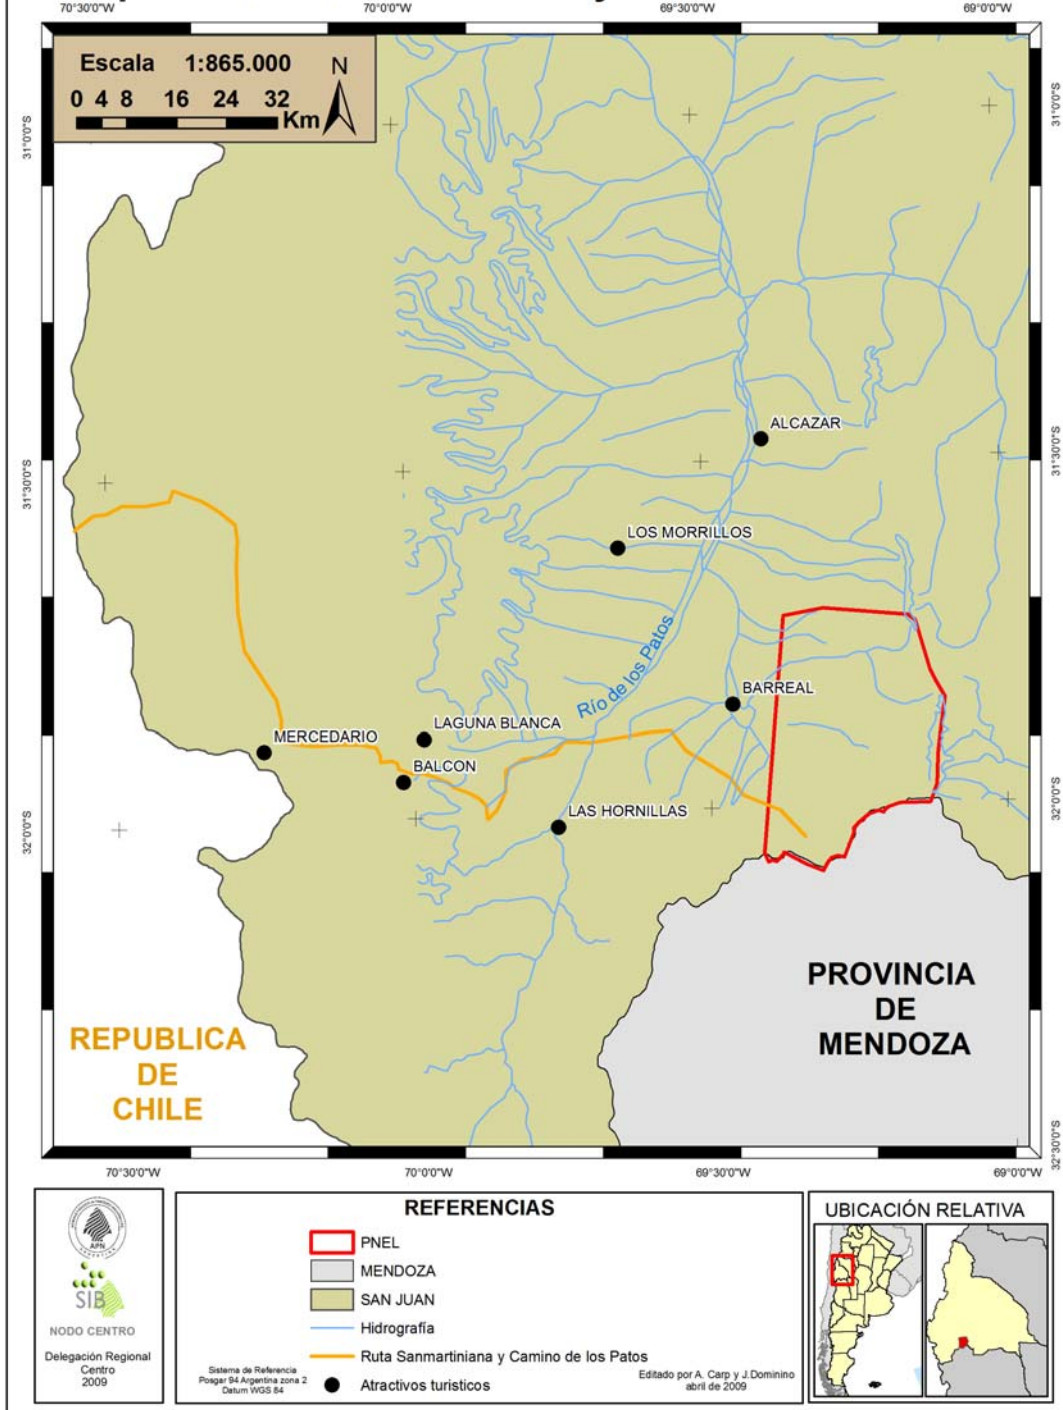 70°30'0"W 70°0'0"W 69°30'0"W 69°0'0"W
Escala 1:865.000 N
0 4 8 16 24 32
Km
31°0'0"S 31°0'0"S
ALCAZAR
31°30'0"S 31°30'0"S
LOS MORRILLOS
Río de los Patos
BARREAL
LAGUNA BLANCA
MERCEDARIO
BALCON
LAS HORNILLAS
32°0'0"S 32°0'0"S
PROVINCIA
DE
MENDOZA
REPUBLICA
DE
CHILE
32°30'0"S
70°30'0"W 70°0'0"W 69°30'0"W 69°0'0"W
APN
SIB
NODO CENTRO
Delegación Regional
Centro
2009
REFERENCIAS
PNEL
MENDOZA
SAN JUAN
Hidrografía
Ruta Sanmartiniana y Camino de los Patos
Atractivos turisticos
Sistema de Referencia
Posgar 94 Argentina zona 2
Datum WGS 84
Editado por A. Carp y J.Dominino
abril de 2009
UBICACIÓN RELATIVA